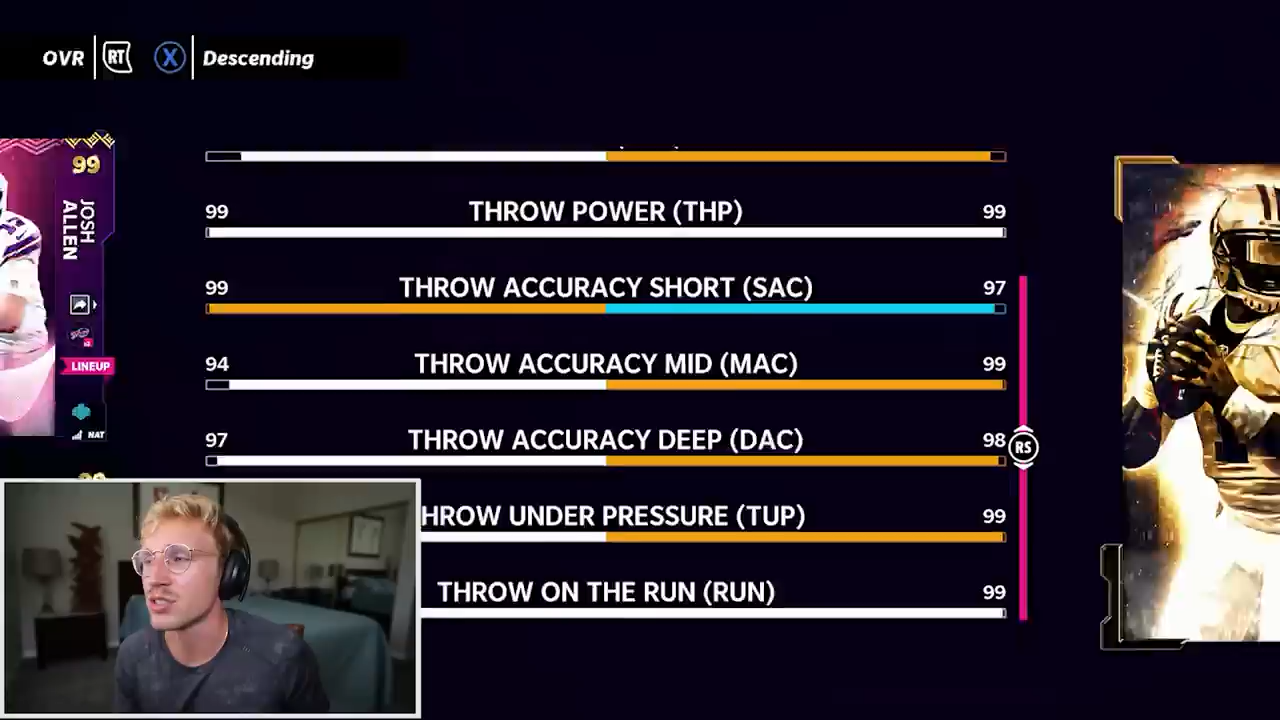 OVR RT X Descending
99
JOSH
ALLEN
x2
LINEUP
NAT
99 THROW POWER (THP) 99
99 THROW ACCURACY SHORT (SAC) 97
94 THROW ACCURACY MID (MAC) 99
97 THROW ACCURACY DEEP (DAC) 98
RS
HROW UNDER PRESSURE (TUP) 99
THROW ON THE RUN (RUN) 99